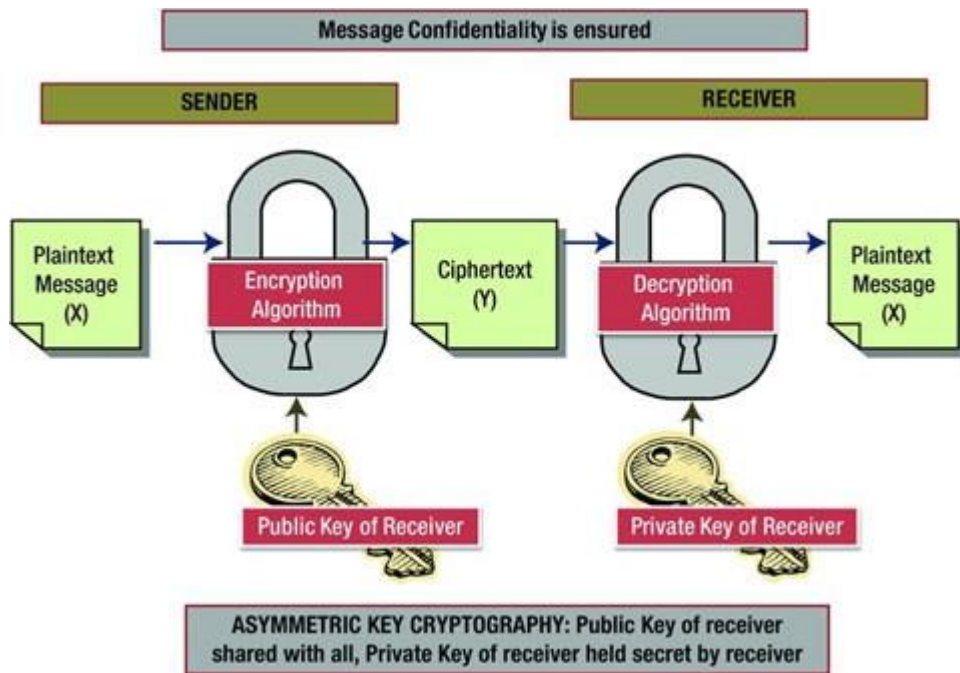 Message Confidentiality is ensured
SENDER
RECEIVER
Plaintext
Message
(X)
Encryption
Algorithm
Ciphertext
(Y)
Decryption
Algorithm
Plaintext
Message
(X)
Public Key of Receiver
Private Key of Receiver
ASYMMETRIC KEY CRYPTOGRAPHY: Public Key of receiver
shared with all, Private Key of receiver held secret by receiver